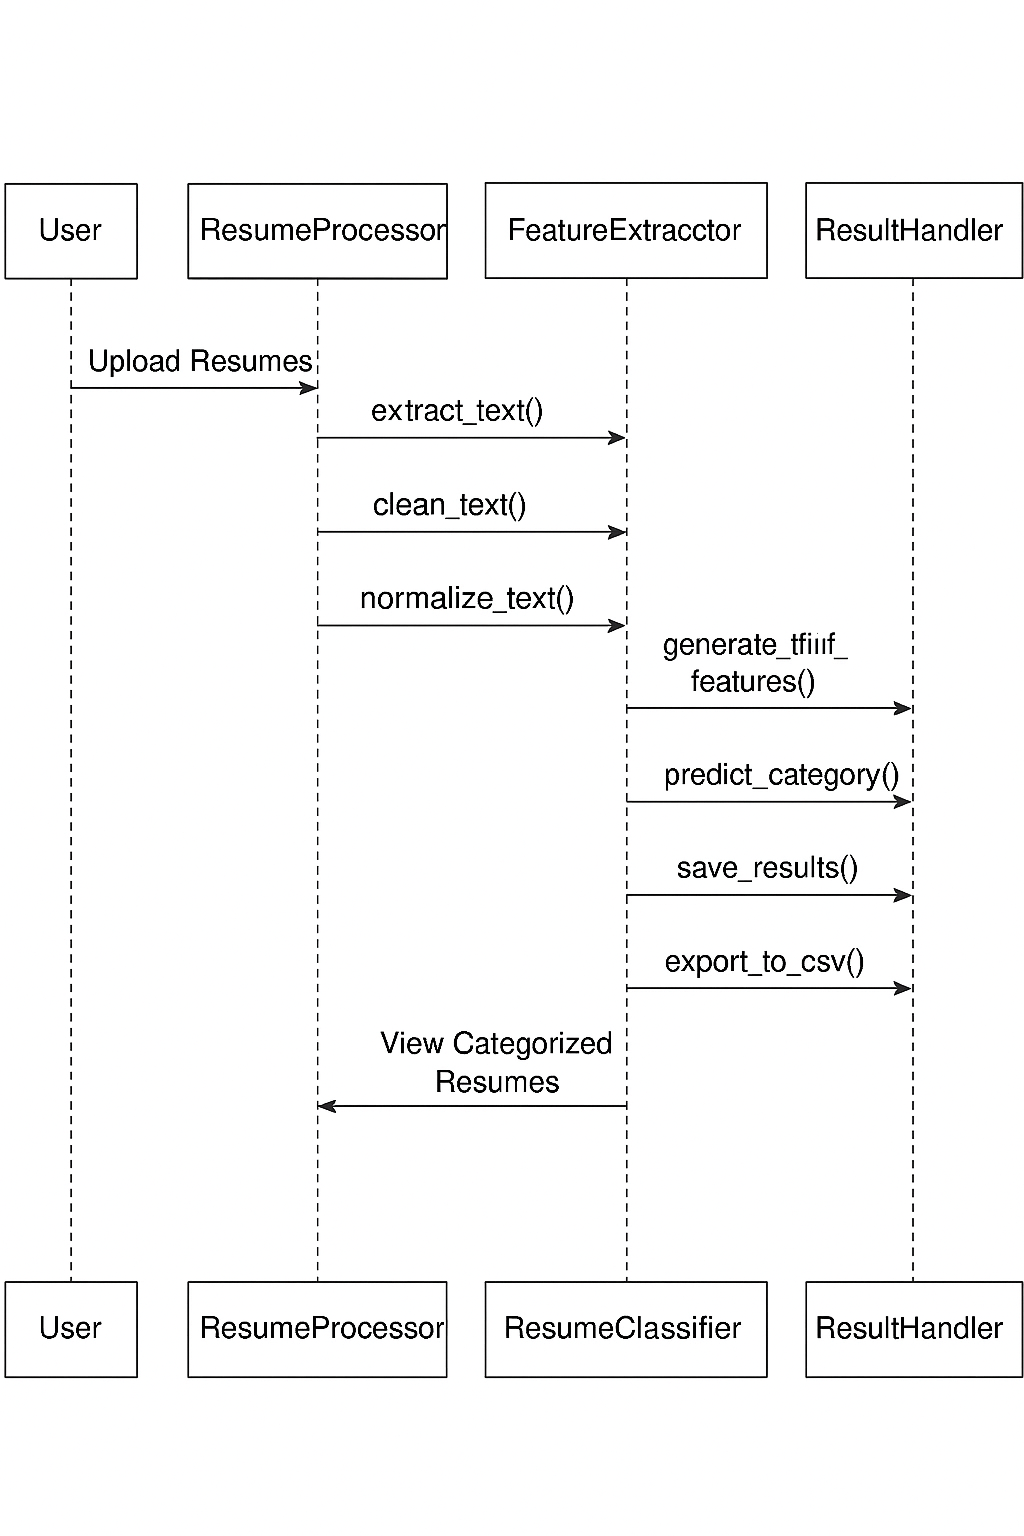 User
ResumeProcessor
FeatureExtracctor
ResultHandler
Upload Resumes
extract_text()
clean_text()
normalize_text()
features()
predict_category()
save_results()
export_to_csv()
View Categorized
Resumes
User
ResumeProcessor
ResumeClassifier
ResultHandler